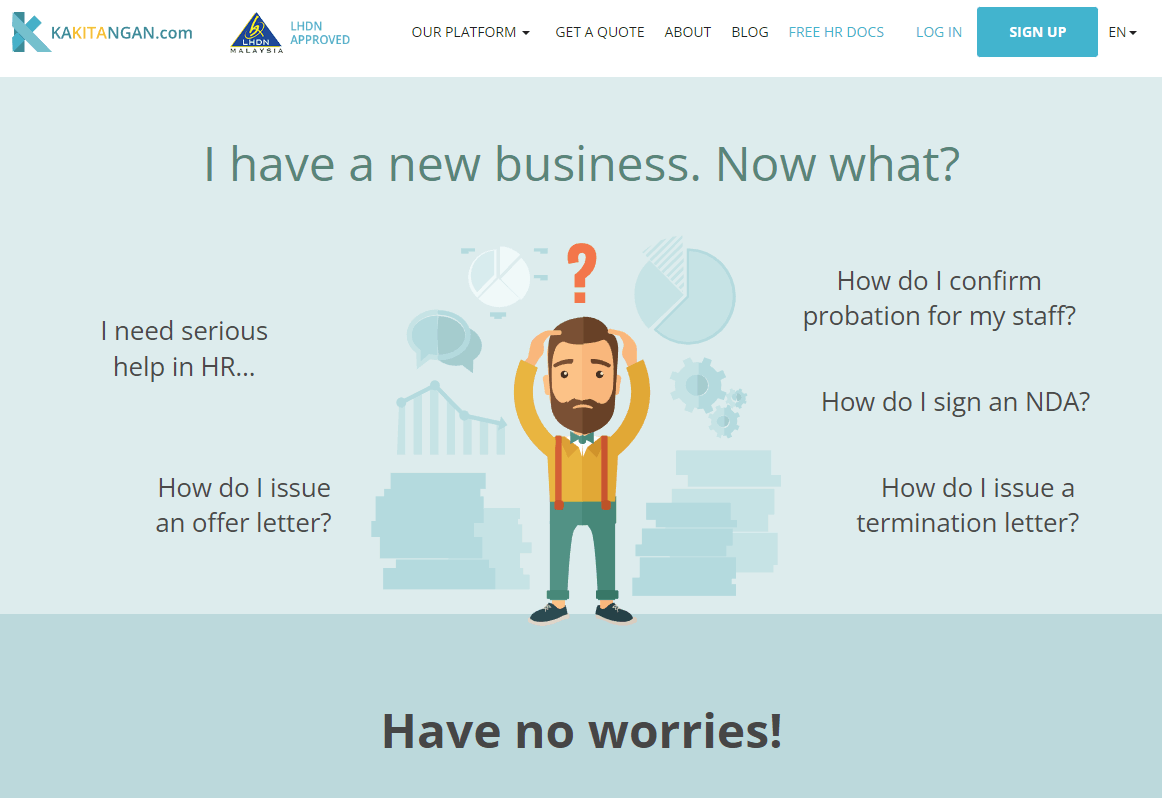 KAKITANGAN.com
LHDN
MALAYSIA
LHDN
APPROVED
OUR PLATFORM
GET A QUOTE
ABOUT
BLOG
FREE HR DOCS
LOG IN
SIGN UP
EN
I have a new business. Now what?
?
I need serious
help in HR...
How do I issue
an offer letter?
How do I confirm
probation for my staff?
How do I sign an NDA?
How do I issue a
termination letter?
Have no worries!